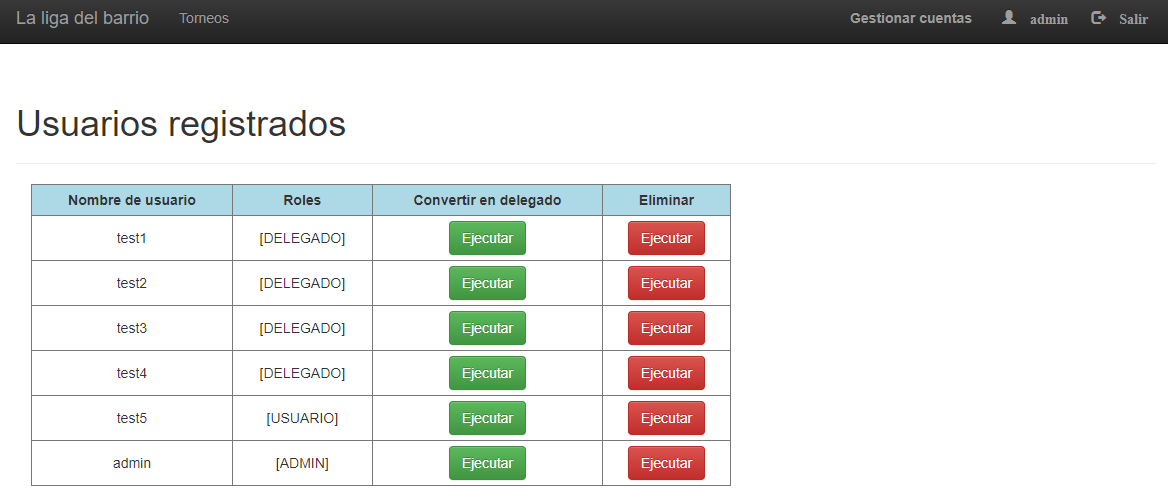 La liga del barrio Torneos Gestionar cuentas admin Salir
Usuarios registrados
Nombre de usuario Roles Convertir en delegado Eliminar
test1 [DELEGADO] Ejecutar Ejecutar
test2 [DELEGADO] Ejecutar Ejecutar
test3 [DELEGADO] Ejecutar Ejecutar
test4 [DELEGADO] Ejecutar Ejecutar
test5 [USUARIO] Ejecutar Ejecutar
admin [ADMIN] Ejecutar Ejecutar